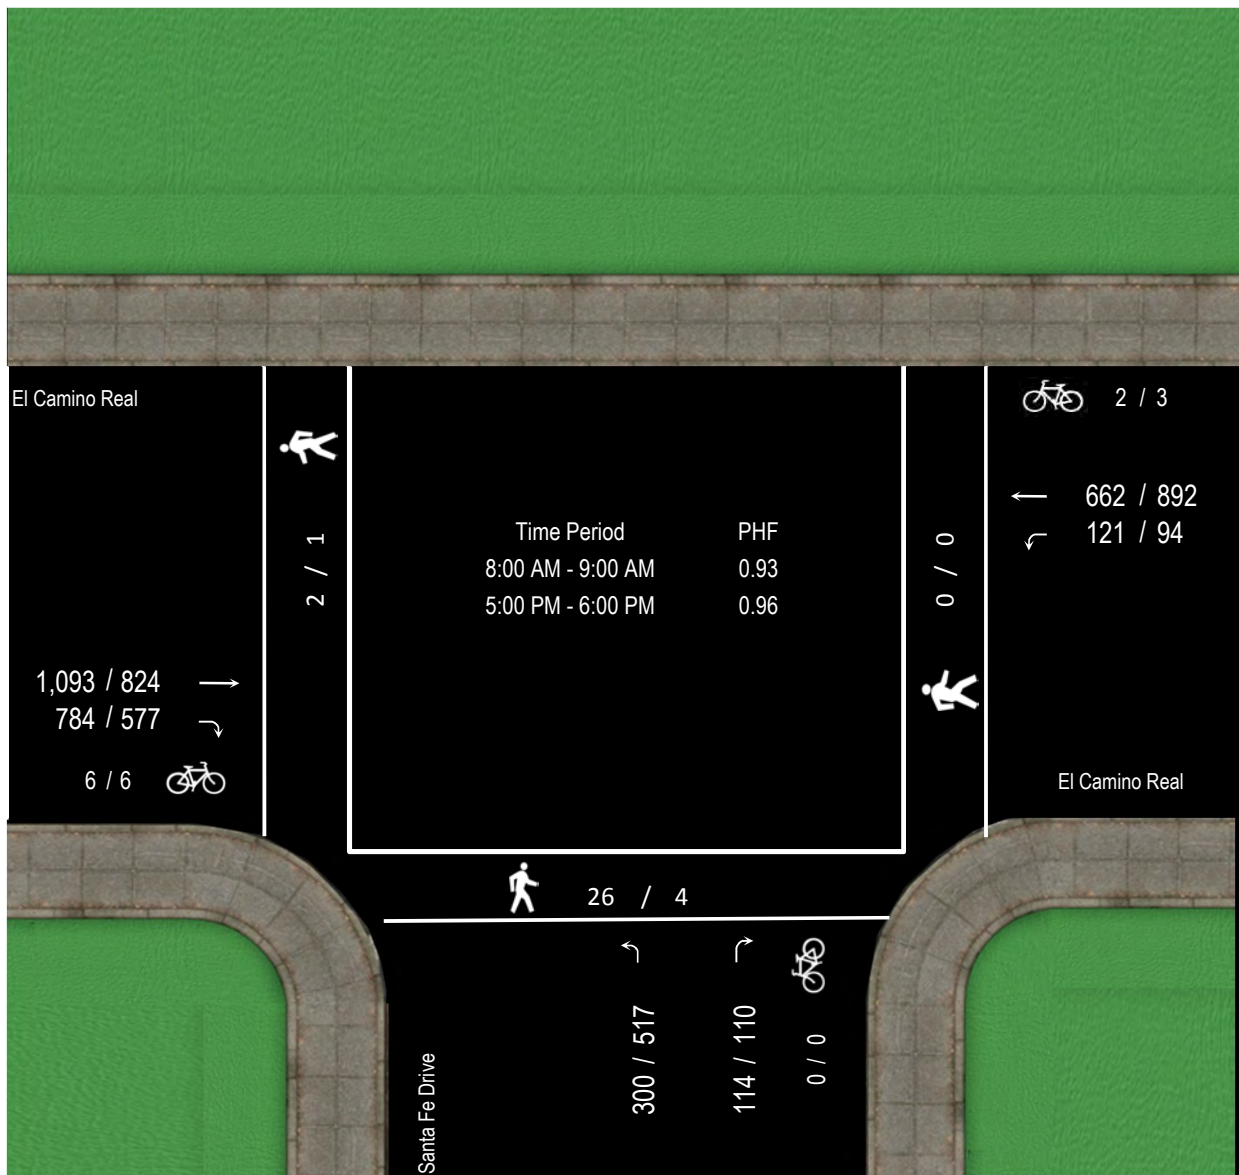 El Camino Real
2 / 3
662 / 892
121 / 94
Time Period PHF
8:00 AM - 9:00 AM 0.93
5:00 PM - 6:00 PM 0.96
2 / 1
0 / 0
1,093 / 824
784 / 577
6 / 6
El Camino Real
26 / 4
300 / 517
114 / 110
0 / 0
Santa Fe Drive